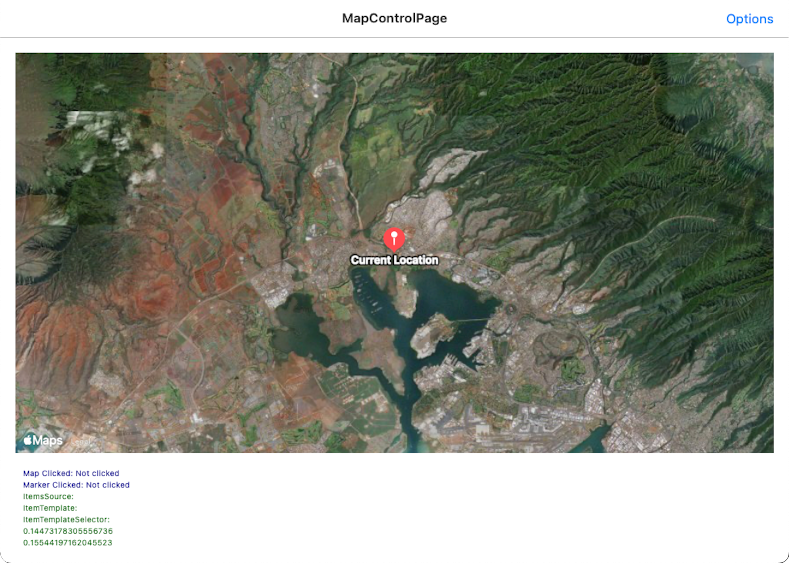 MapControlPage
Options
Current Location
Maps
Map Clicked: Not clicked
Marker Clicked: Not clicked
ItemsSource:
ItemTemplate:
ItemTemplateSelector:
0.14473178305556736
0.15544197162045523